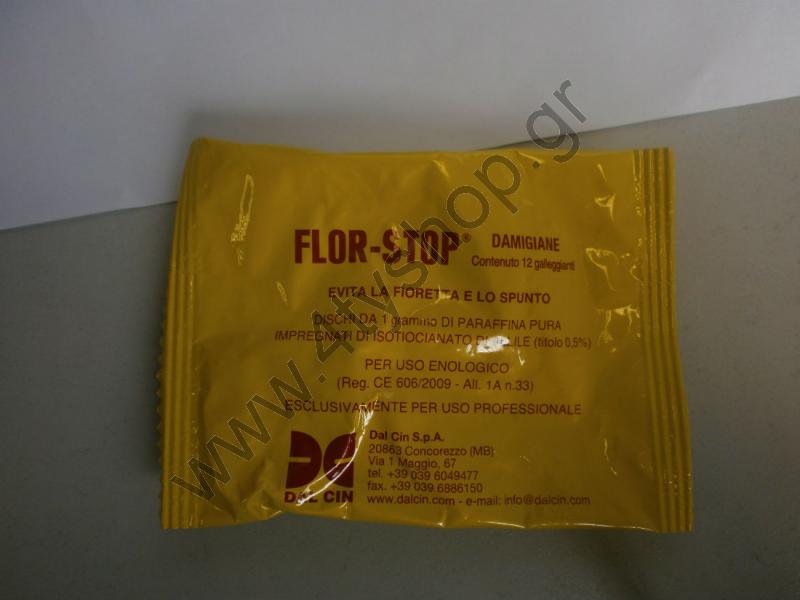 FLOR-STOP® DAMIGIANE
Contenuto 12 galleggianti
EVITA LA FIORETTA E LO SPUNTO
DISCHI DA 1 grammo DI PARAFFINA PURA
IMPREGNATI DI ISOTIOCIANATO DI ALLILE (titolo 0,5%)
PER USO ENOLOGICO
(Reg. CE 606/2009 - All. 1A n.33)
ESCLUSIVAMENTE PER USO PROFESSIONALE
DAL CIN
Dal Cin S.p.A.
20863 Concorezzo (MB)
Via 1 Maggio, 67
tel. +39 039 6049477
fax. +39 039 6886150
www.dalcin.com - e-mail: info@dalcin.com
www.4tyshop.gr